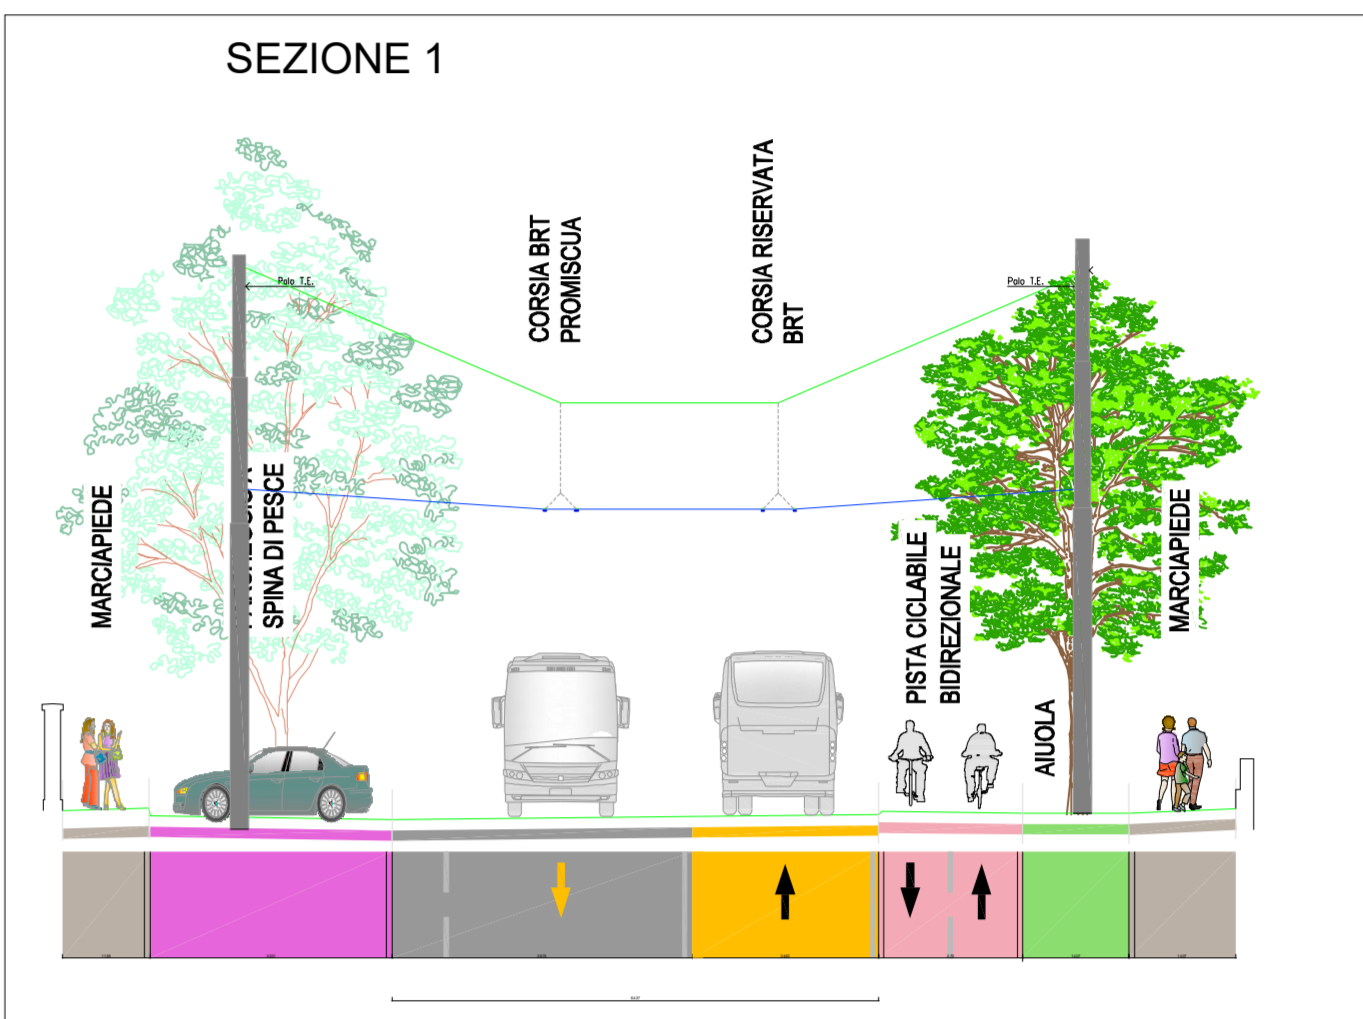 SEZIONE 1
Palo T.E.
Palo T.E.
MARCIAPIEDE
SPINA DI PESCE
CORSIA BRT
PROMISCUA
CORSIA RISERVATA
BRT
PISTA CICLABILE
BIDIREZIONALE
AIUOLA
MARCIAPIEDE